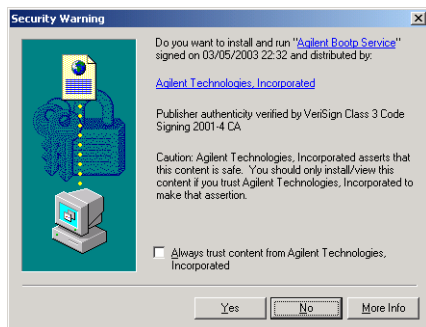 Security Warning
Do you want to install and run "Agilent Bootp Service"
signed on 03/05/2003 22:32 and distributed by:
Agilent Technologies, Incorporated
Publisher authenticity verified by VeriSign Class 3 Code
Signing 2001-4 CA
Caution: Agilent Technologies, Incorporated asserts that
this content is safe. You should only install/view this
content if you trust Agilent Technologies, Incorporated to
make that assertion.
Always trust content from Agilent Technologies,
Incorporated
Yes No More Info